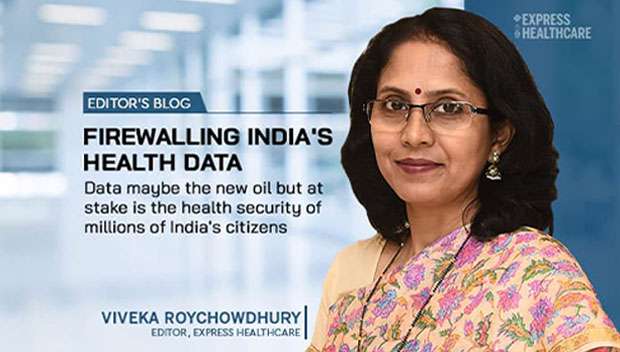 EXPRESS
HEALTHCARE
EDITOR'S BLOG
FIREWALLING INDIA'S
HEALTH DATA
Data maybe the new oil but at
stake is the health security of
millions of India's citizens
VIVEKA ROYCHOWDHURY
EDITOR, EXPRESS HEALTHCARE